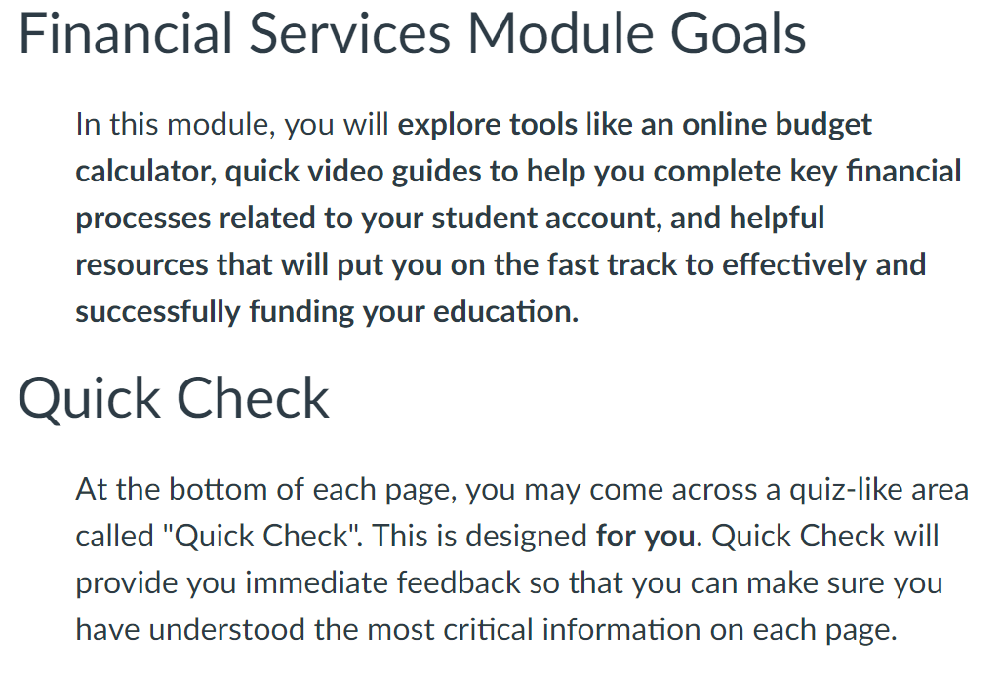 Financial Services Module Goals
In this module, you will explore tools like an online budget
calculator, quick video guides to help you complete key financial
processes related to your student account, and helpful
resources that will put you on the fast track to effectively and
successfully funding your education.
Quick Check
At the bottom of each page, you may come across a quiz-like area
called "Quick Check". This is designed for you. Quick Check will
provide you immediate feedback so that you can make sure you
have understood the most critical information on each page.